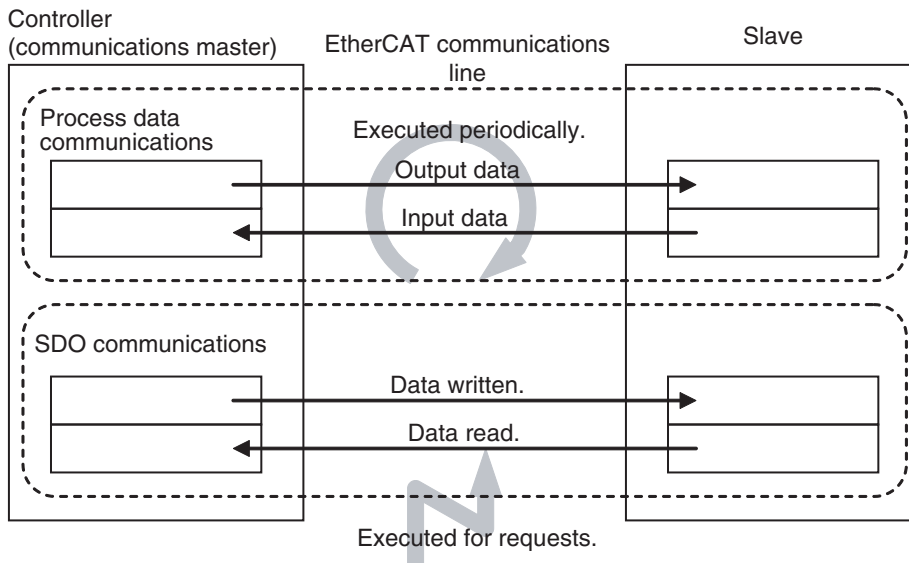 Controller
(communications master)
EtherCAT communications
line
Slave
Process data
communications
Executed periodically.
Output data
Input data
SDO communications
Data written.
Data read.
Executed for requests.